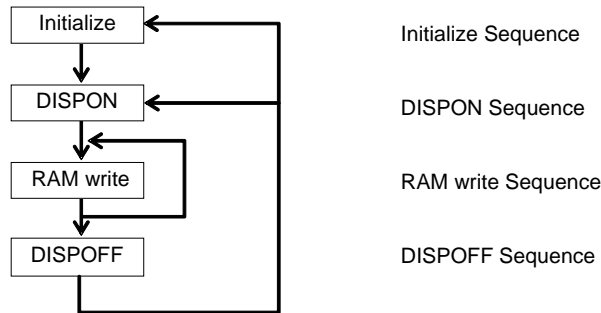 Initialize
Initialize Sequence
DISPON
DISPON Sequence
RAM write
RAM write Sequence
DISPOFF
DISPOFF Sequence